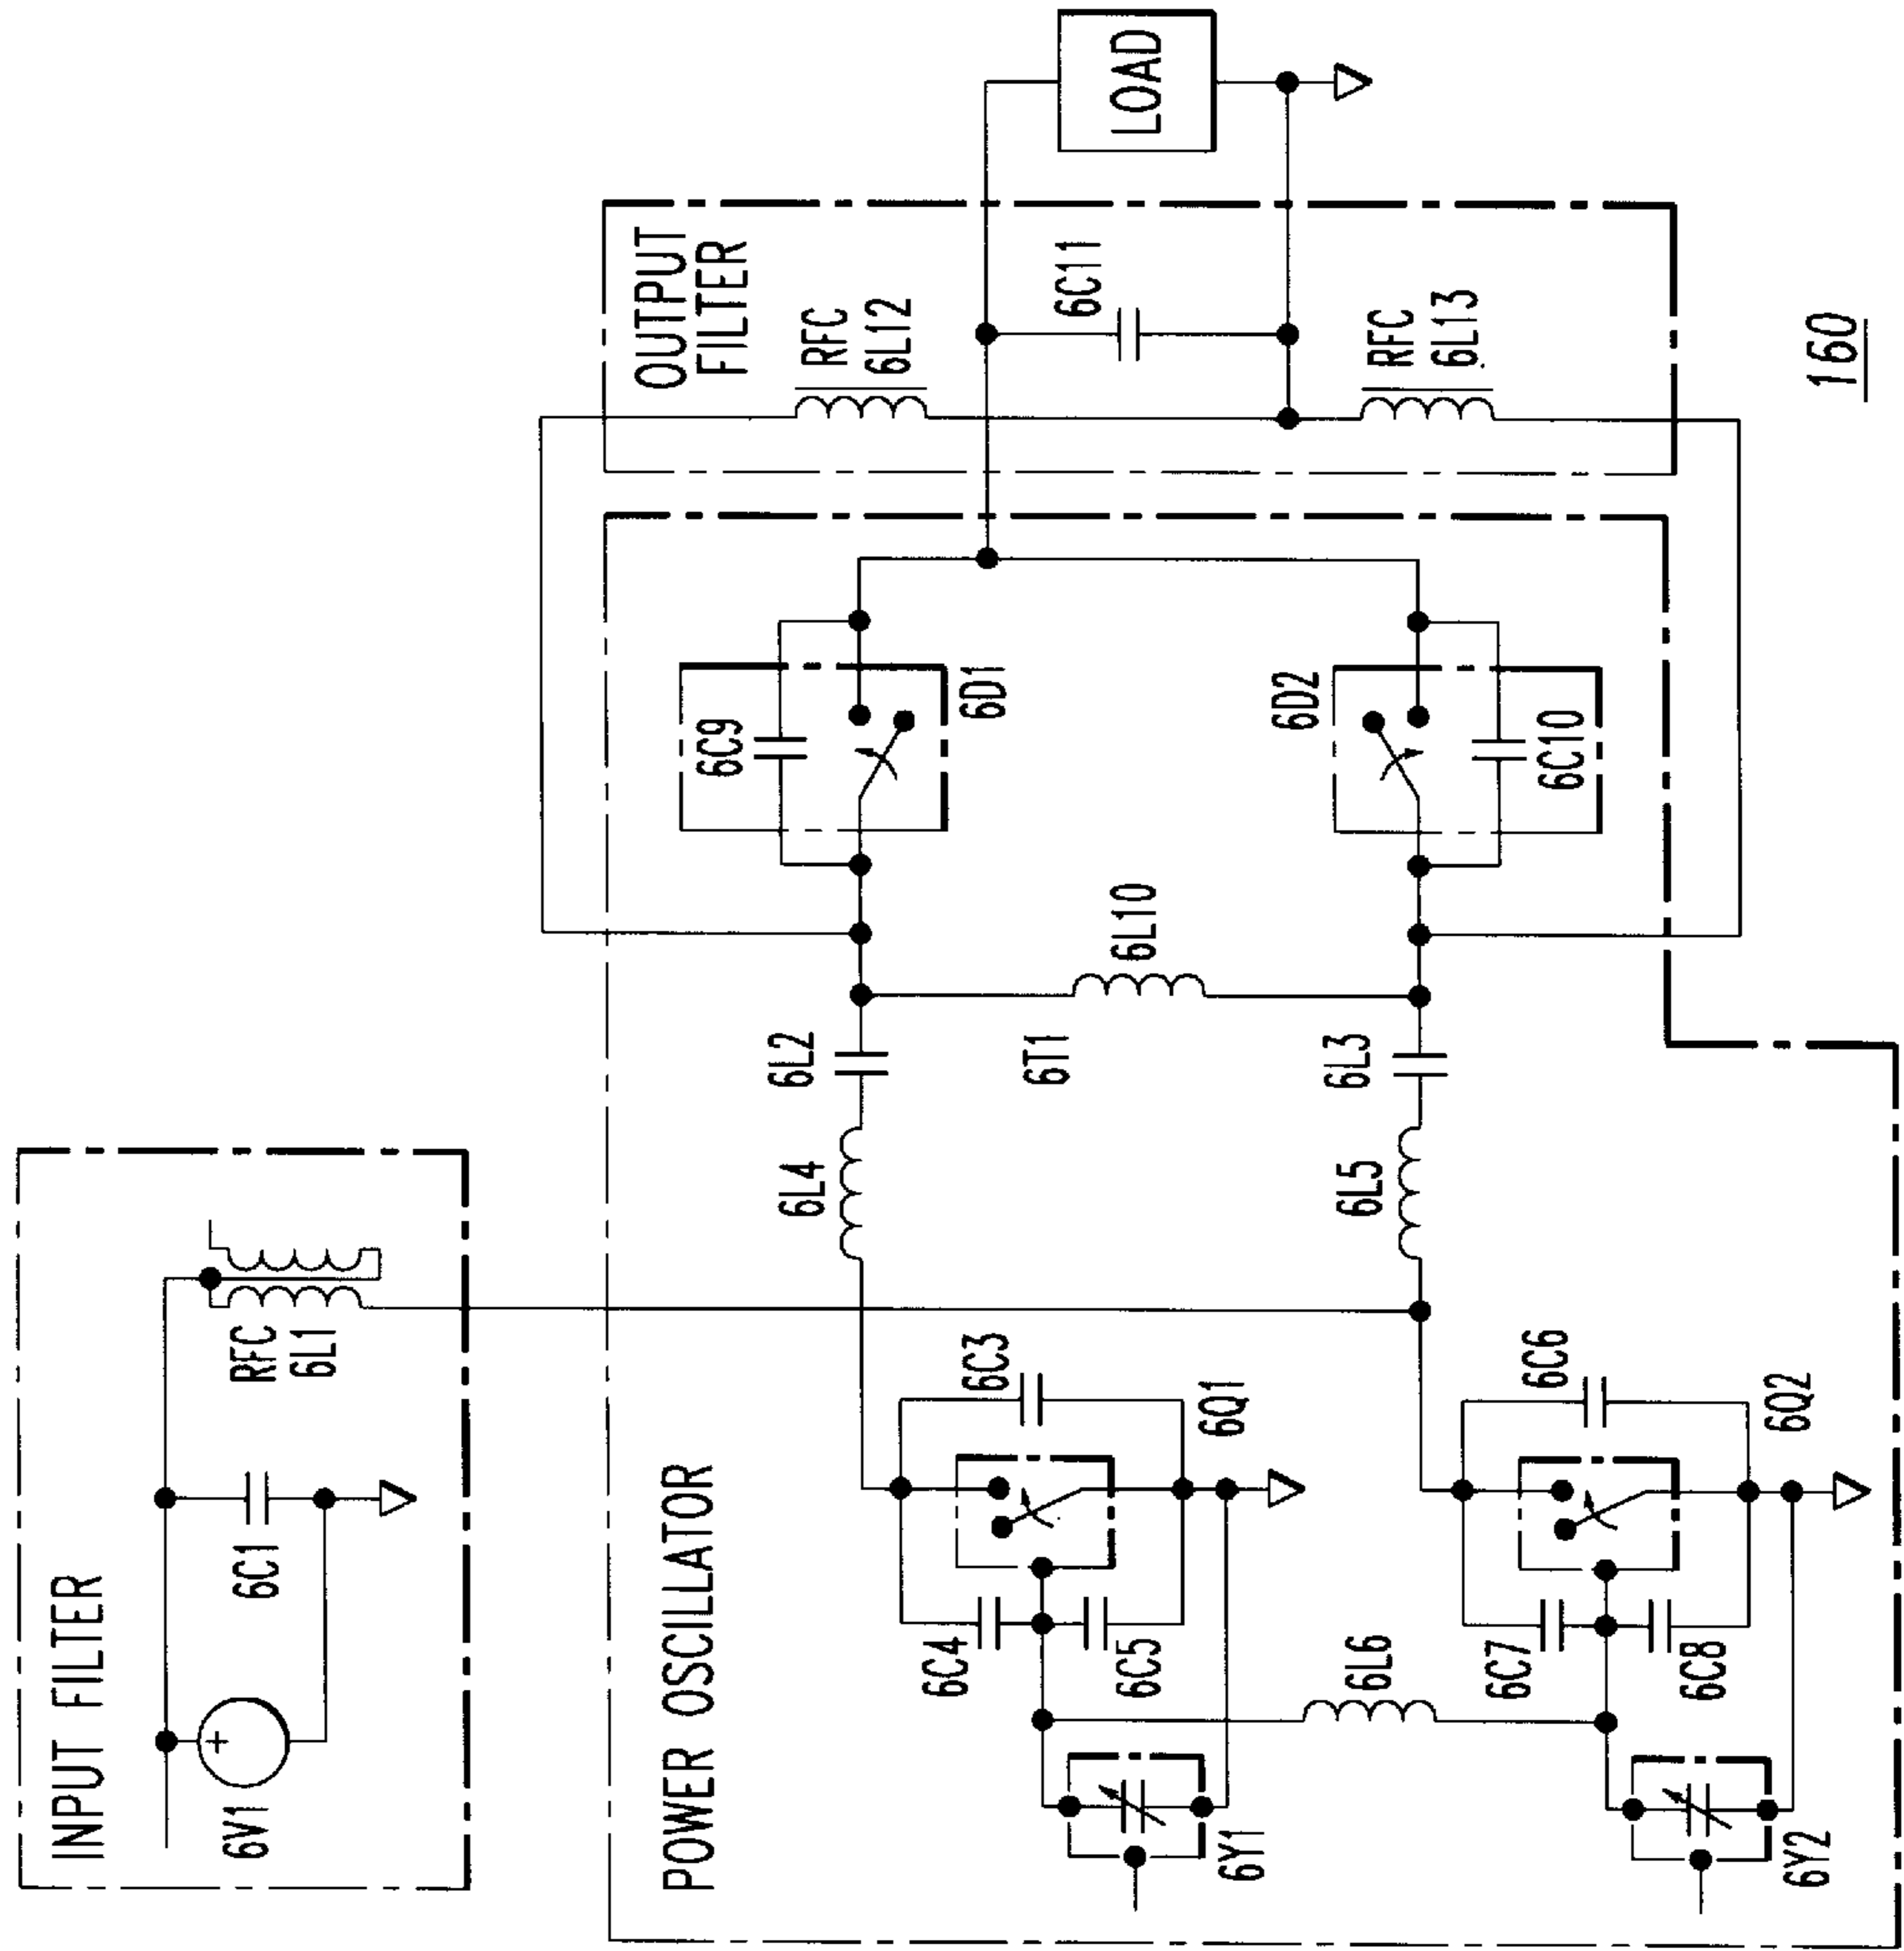 INPUT FILTER
6V1
6C1
RFC
6L1
POWER OSCILLATOR
6Y1
6C4
6C5
6C3
6Q1
6L6
6Y2
6C7
6C8
6C6
6Q2
6L4
6L2
6L5
6L3
6T1
6L10
6C9
6D1
6D2
6C10
OUTPUT
FILTER
RFC
6L12
6C11
RFC
6L13
LOAD
160